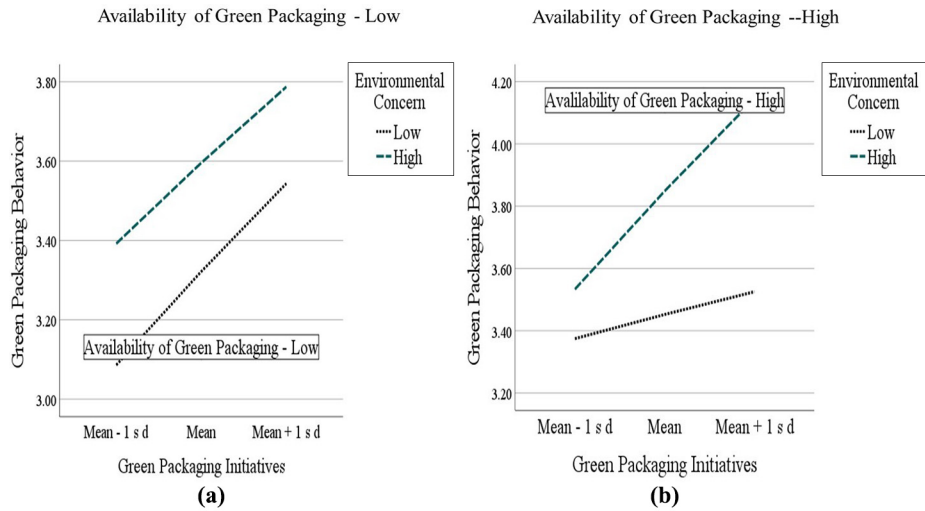 Availability of Green Packaging - Low
Environmental
Concern
Low
High
Green Packaging Behavior
3.80
3.60
3.40
3.20
3.00
Availability of Green Packaging - Low
Mean - 1 s d
Mean
Mean + 1 s d
Green Packaging Initiatives
(a)
Availability of Green Packaging --High
Environmental
Concern
Low
High
Green Packaging Behavior
4.20
4.00
3.80
3.60
3.40
3.20
Availability of Green Packaging - High
Mean - 1 s d
Mean
Mean + 1 s d
Green Packaging Initiatives
(b)